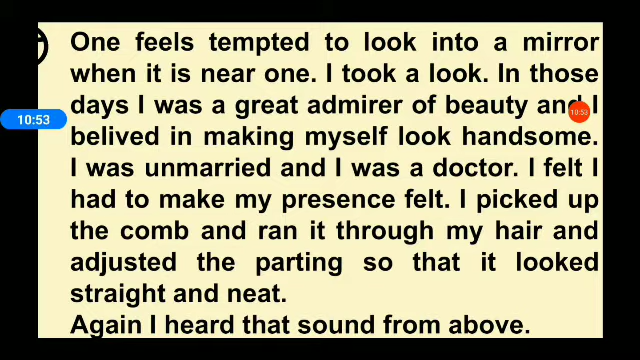 One feels tempted to look into a mirror
when it is near one. I took a look. In those
days I was a great admirer of beauty and I
10:53
10:53
belived in making myself look handsome.
I was unmarried and I was a doctor. I felt I
had to make my presence felt. I picked up
the comb and ran it through my hair and
adjusted the parting so that it looked
straight and neat.
Again I heard that sound from above.